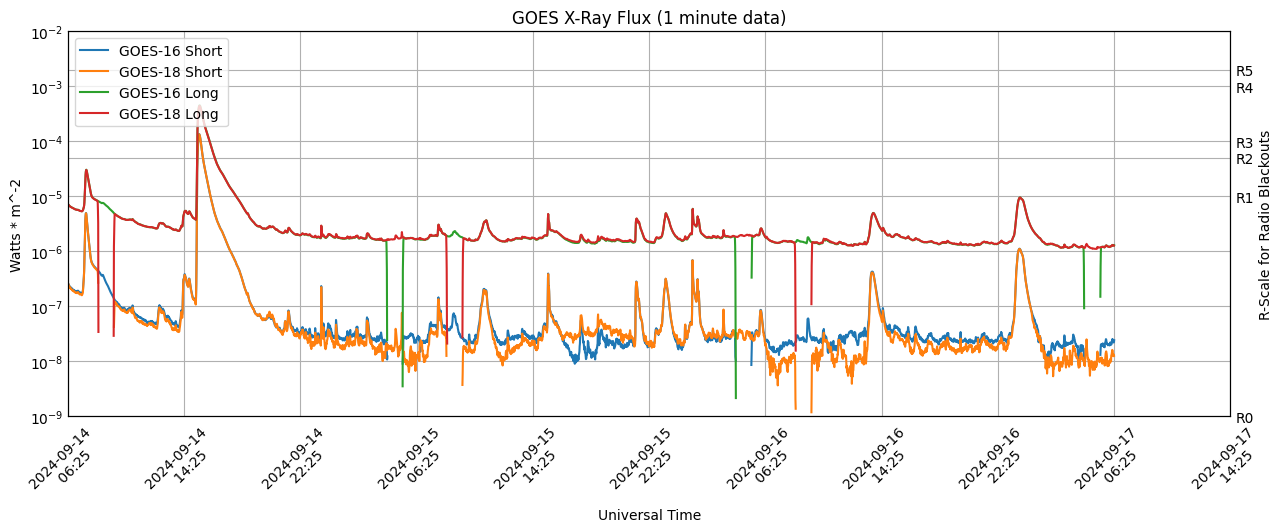 GOES X-Ray Flux (1 minute data)
GOES-16 Short
GOES-18 Short
GOES-16 Long
GOES-18 Long
Watts * m^-2
10⁻²
10⁻³
10⁻⁴
10⁻⁵
10⁻⁶
10⁻⁷
10⁻⁸
10⁻⁹
R5
R4
R3
R2
R1
R0
R-Scale for Radio Blackouts
2024-09-14
06:25
2024-09-14
14:25
2024-09-14
22:25
2024-09-15
06:25
2024-09-15
14:25
2024-09-15
22:25
2024-09-16
06:25
2024-09-16
14:25
2024-09-16
22:25
2024-09-17
06:25
2024-09-17
14:25
Universal Time